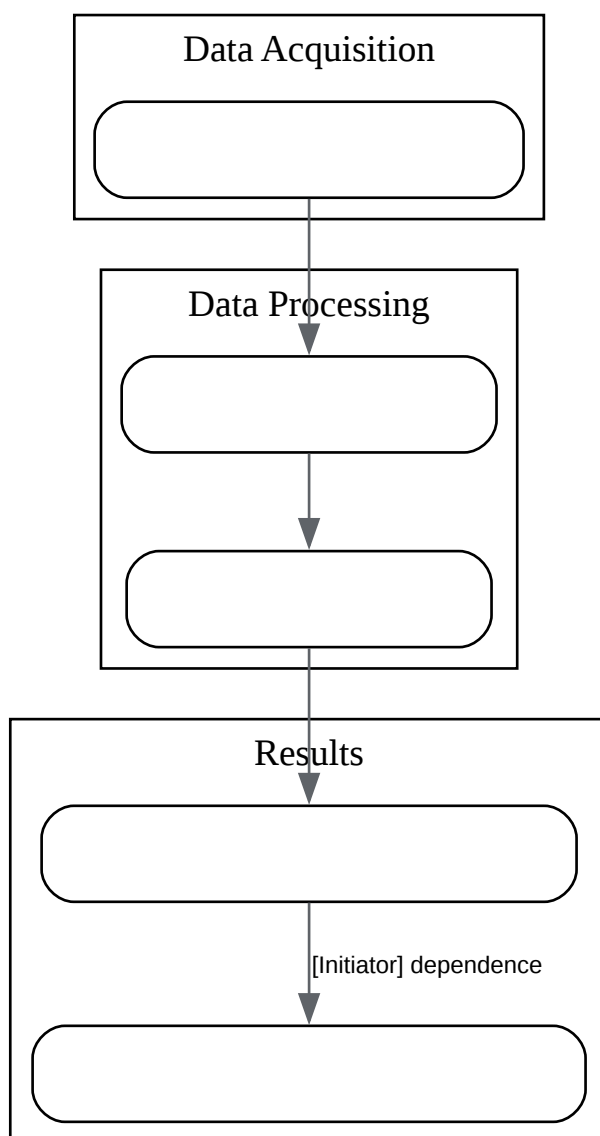 Data Acquisition
Data Processing
Results
[Initiator] dependence